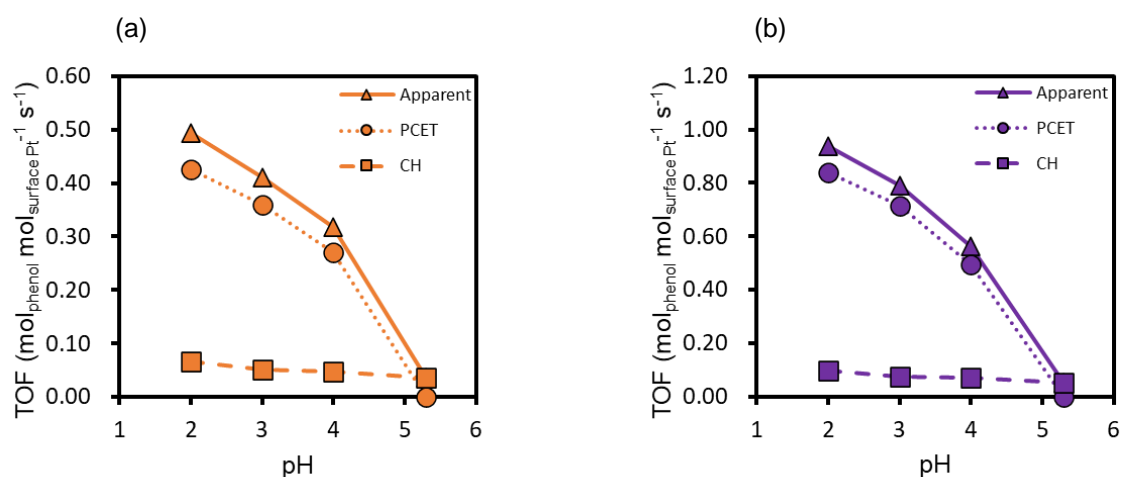 (a)
0.60
0.50
0.40
0.30
0.20
0.10
0.00
TOF (mol_phenol mol_surface Pt^-1 s^-1)
Apparent
PCET
CH
1 2 3 4 5 6
pH
(b)
1.20
1.00
0.80
0.60
0.40
0.20
0.00
TOF (mol_phenol mol_surface Pt^-1 s^-1)
Apparent
PCET
CH
1 2 3 4 5 6
pH